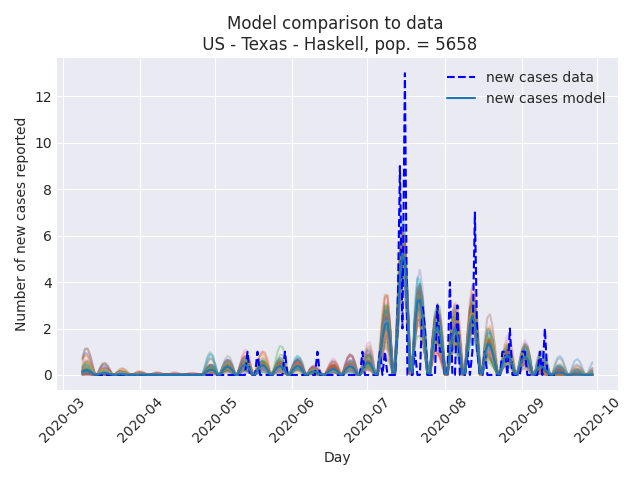 Model comparison to data
US - Texas - Haskell, pop. = 5658
new cases data
new cases model
Number of new cases reported
12
10
8
6
4
2
0
2020-03
2020-04
2020-05
2020-06
2020-07
2020-08
2020-09
2020-10
Day